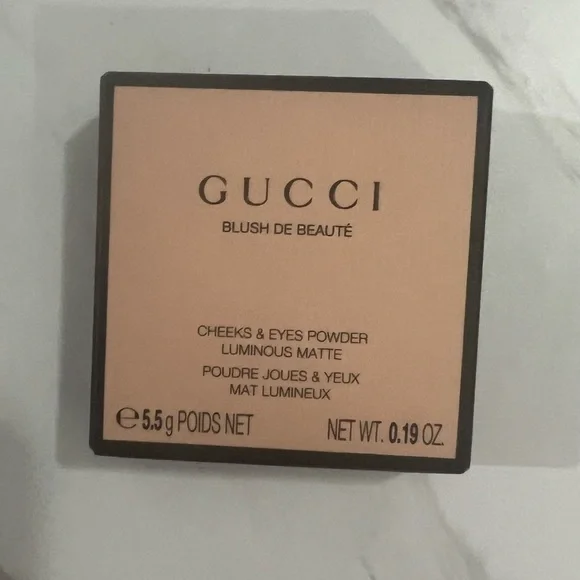 GUCCI
BLUSH DE BEAUTÉ
CHEEKS & EYES POWDER
LUMINOUS MATTE
POUDRE JOUES & YEUX
MAT LUMINEUX
℮5.5g POIDS NET NET WT. 0.19 OZ.